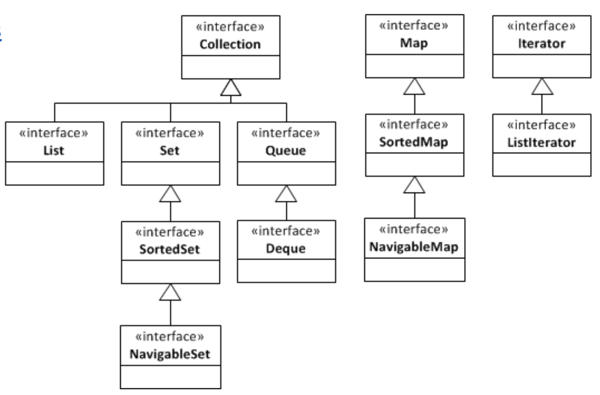 «interface»
Collection
«interface»
Map
«interface»
Iterator
«interface»
List
«interface»
Set
«interface»
Queue
«interface»
SortedMap
«interface»
ListIterator
«interface»
SortedSet
«interface»
Deque
«interface»
NavigableMap
«interface»
NavigableSet